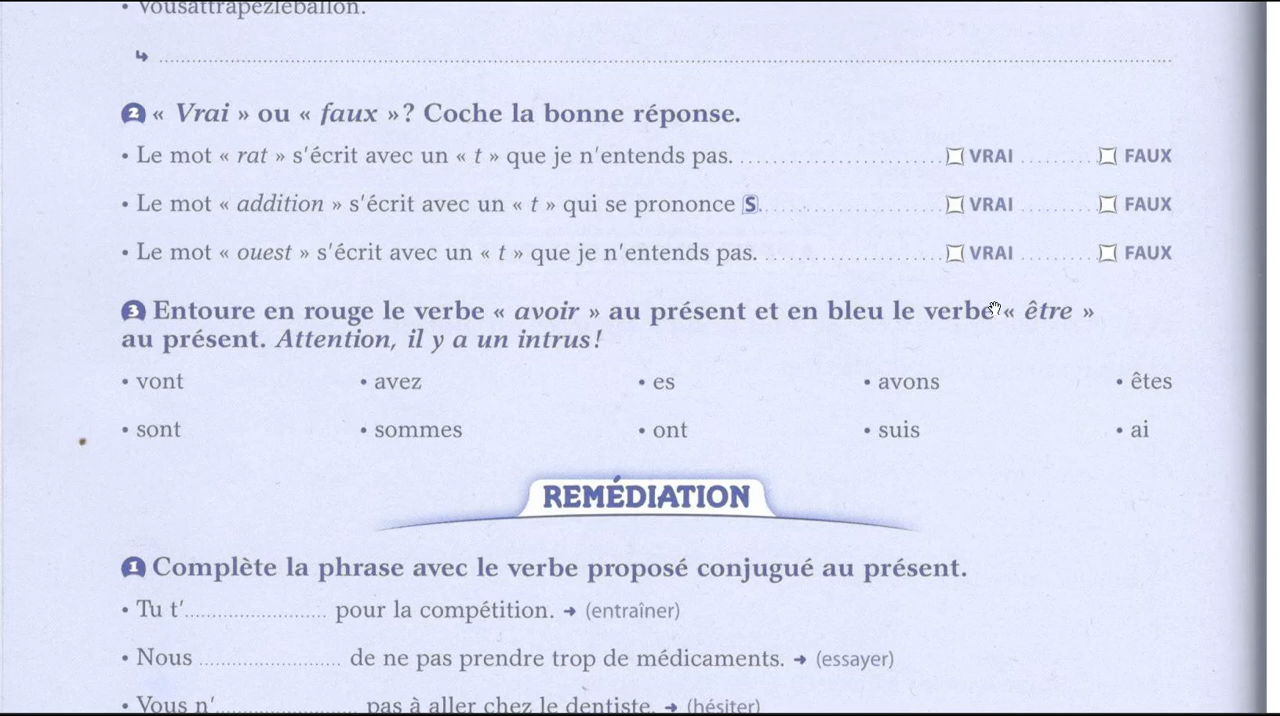 • Vousattrapezleballon.
↳ ........................................
2 « Vrai » ou « faux »? Coche la bonne réponse.
• Le mot « rat » s'écrit avec un « t » que je n'entends pas. ☐ VRAI ☐ FAUX
• Le mot « addition » s'écrit avec un « t » qui se prononce S. ☐ VRAI ☐ FAUX
• Le mot « ouest » s'écrit avec un « t » que je n'entends pas. ☐ VRAI ☐ FAUX
3 Entoure en rouge le verbe « avoir » au présent et en bleu le verbe « être »
au présent. Attention, il y a un intrus!
• vont • avez • es • avons • êtes
• sont • sommes • ont • suis • ai
REMÉDIATION
1 Complète la phrase avec le verbe proposé conjugué au présent.
• Tu t'.......................... pour la compétition. ➔ (entraîner)
• Nous .......................... de ne pas prendre trop de médicaments. ➔ (essayer)
• Vous n'.......................... pas à aller chez le dentiste. ➔ (hésiter)